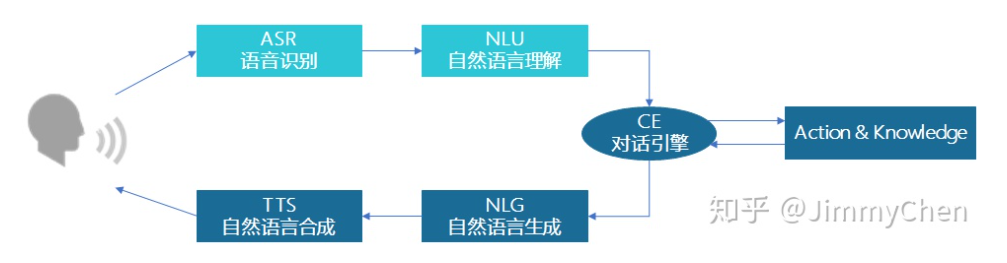 ASR
语音识别
NLU
自然语言理解
CE
对话引擎
Action & Knowledge
TTS
自然语言合成
NLG
自然语言生成
知乎 @JimmyChen